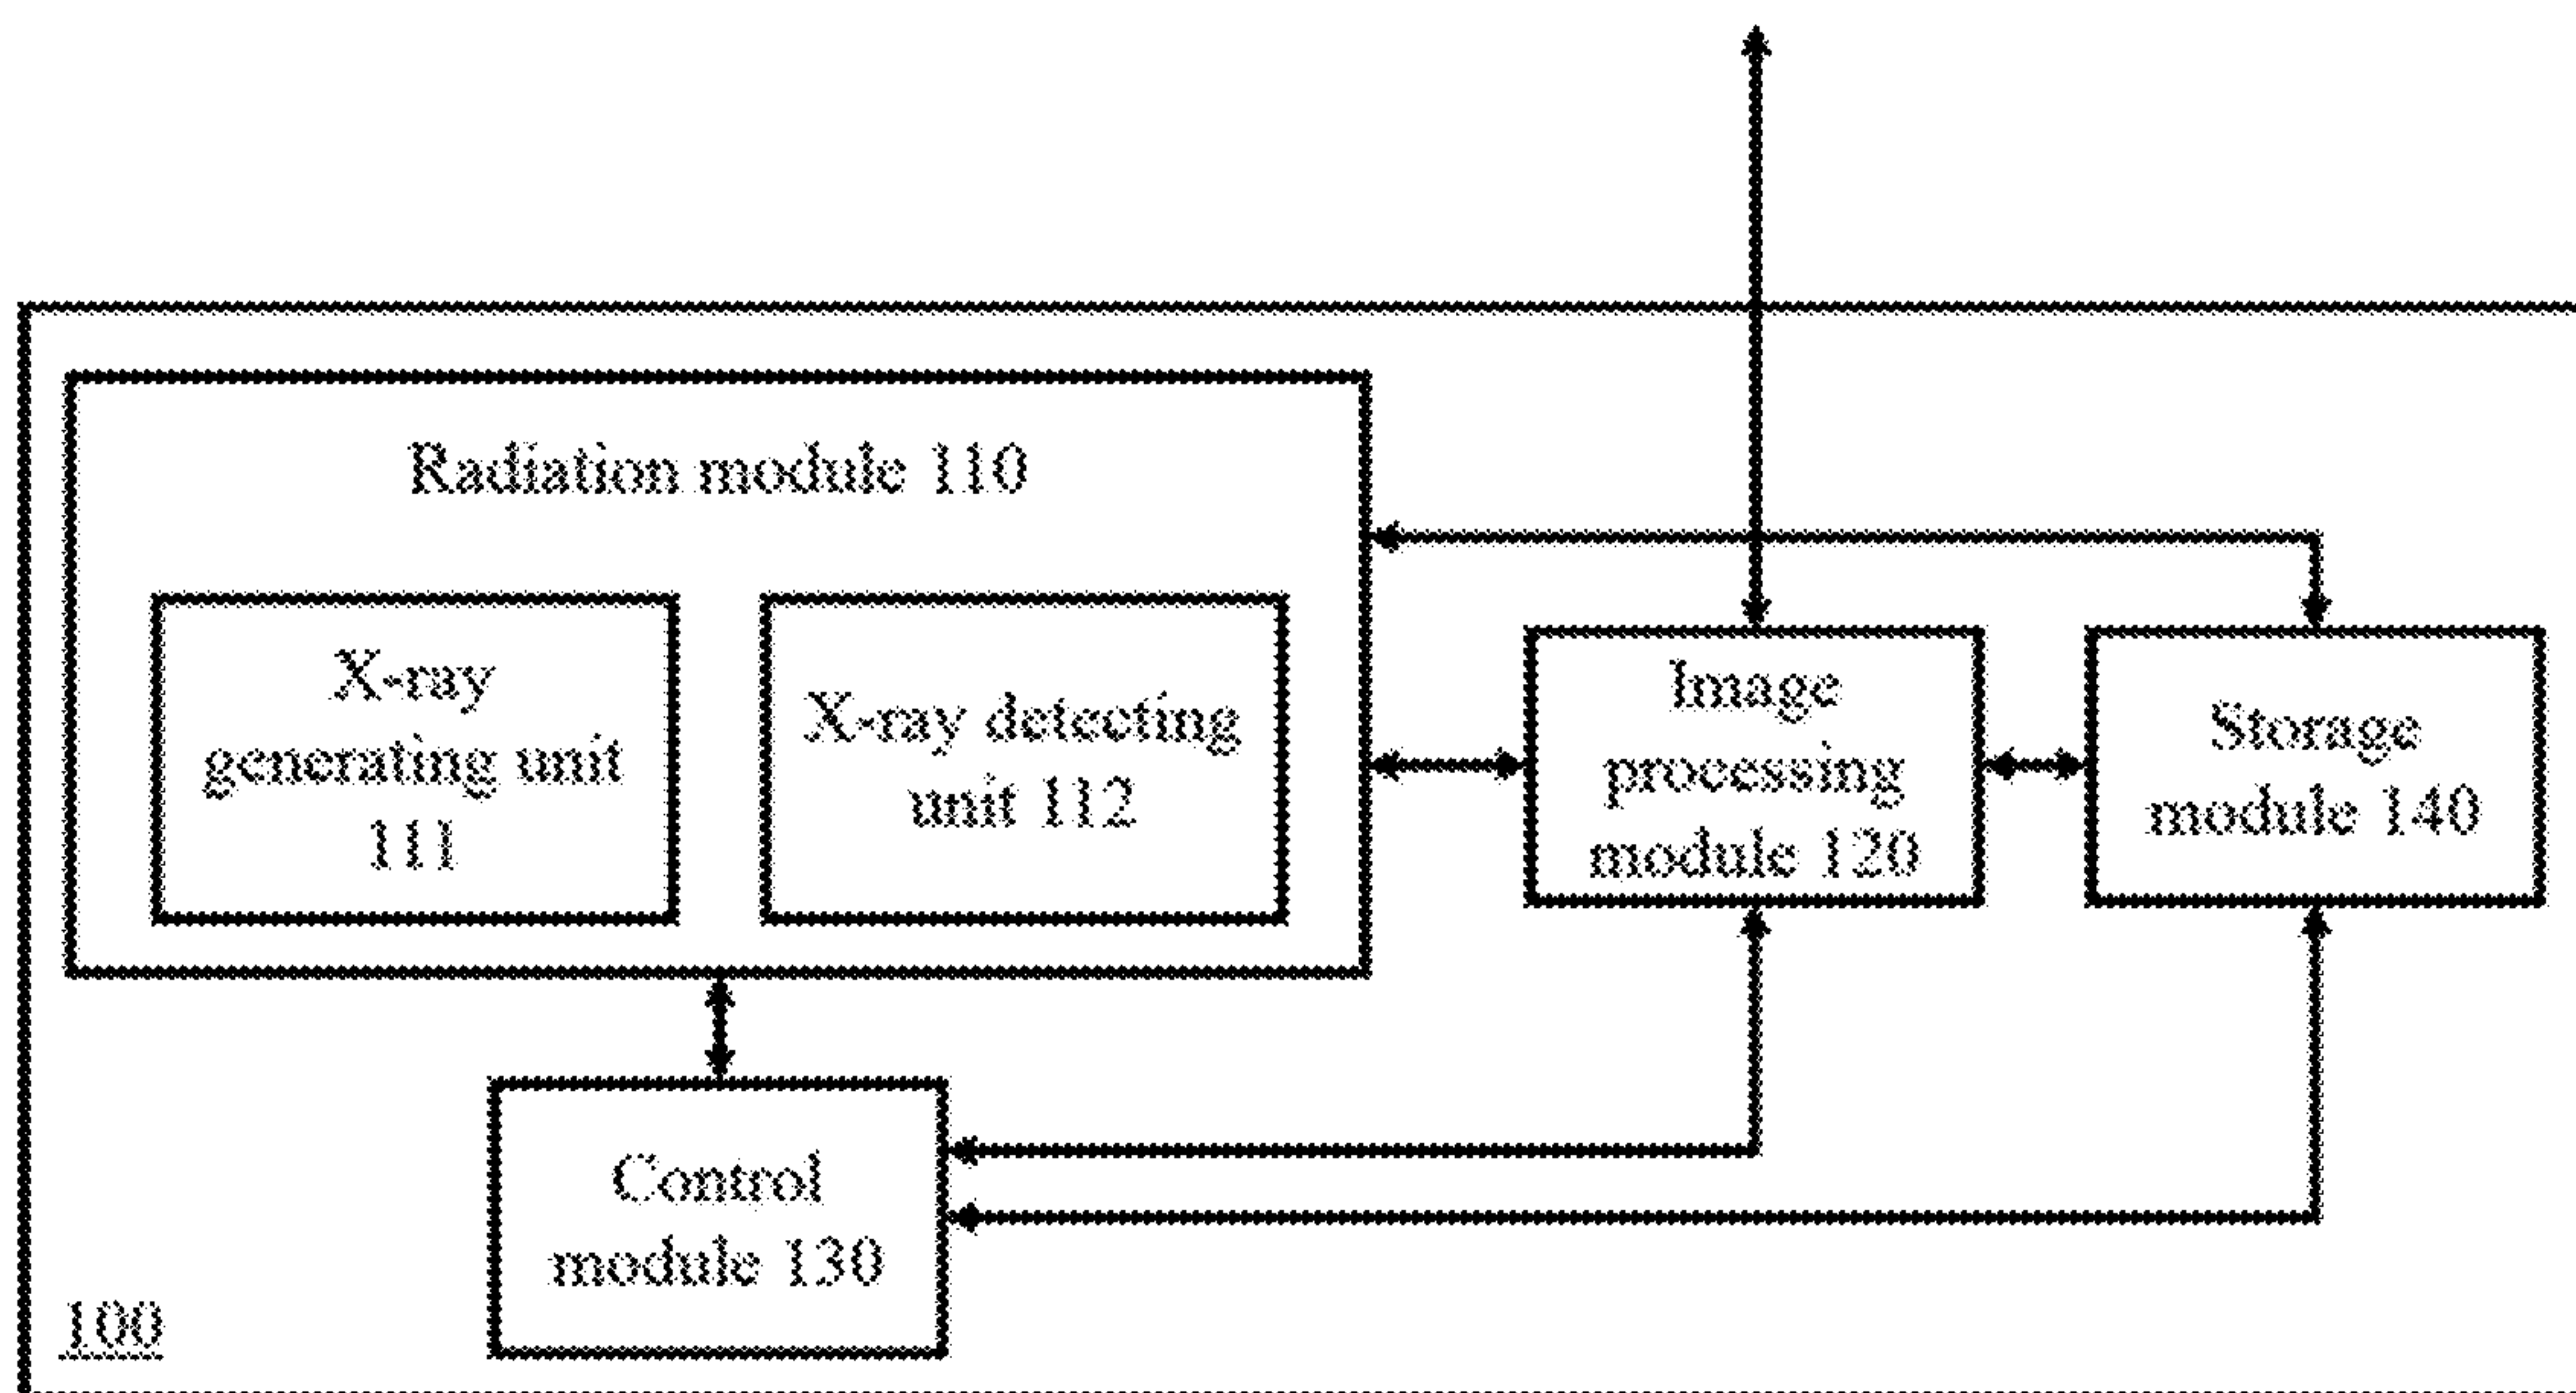 Radiation module 110
X-ray
generating unit
111
X-ray detecting
unit 112
Image
processing
module 120
Storage
module 140
Control
module 130
100